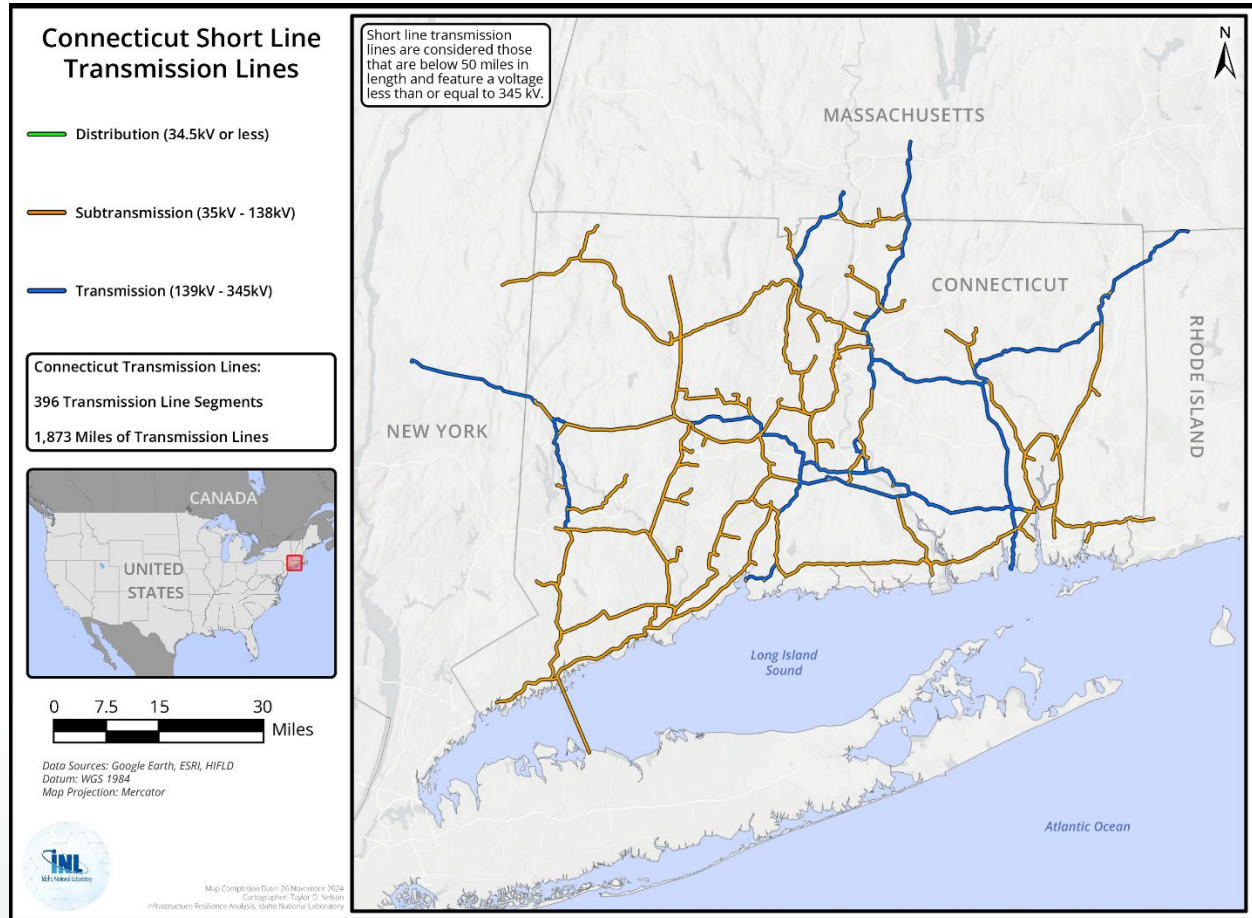 Connecticut Short Line
Transmission Lines
Distribution (34.5kV or less)
Subtransmission (35kV - 138kV)
Transmission (139kV - 345kV)
Connecticut Transmission Lines:
396 Transmission Line Segments
1,873 Miles of Transmission Lines
CANADA
UNITED
STATES
0 7.5 15 30
Miles
Data Sources: Google Earth, ESRI, HIFLD
Datum: WGS 1984
Map Projection: Mercator
INL
Idaho National Laboratory
Map Completion Date: 26 November 2024
Cartographer: Taylor D. Nelson
Infrastructure Resilience Analysis, Idaho National Laboratory
Short line transmission
lines are considered those
that are below 50 miles in
length and feature a voltage
less than or equal to 345 kV.
N
MASSACHUSETTS
CONNECTICUT
RHODE ISLAND
NEW YORK
Long Island
Sound
Atlantic Ocean